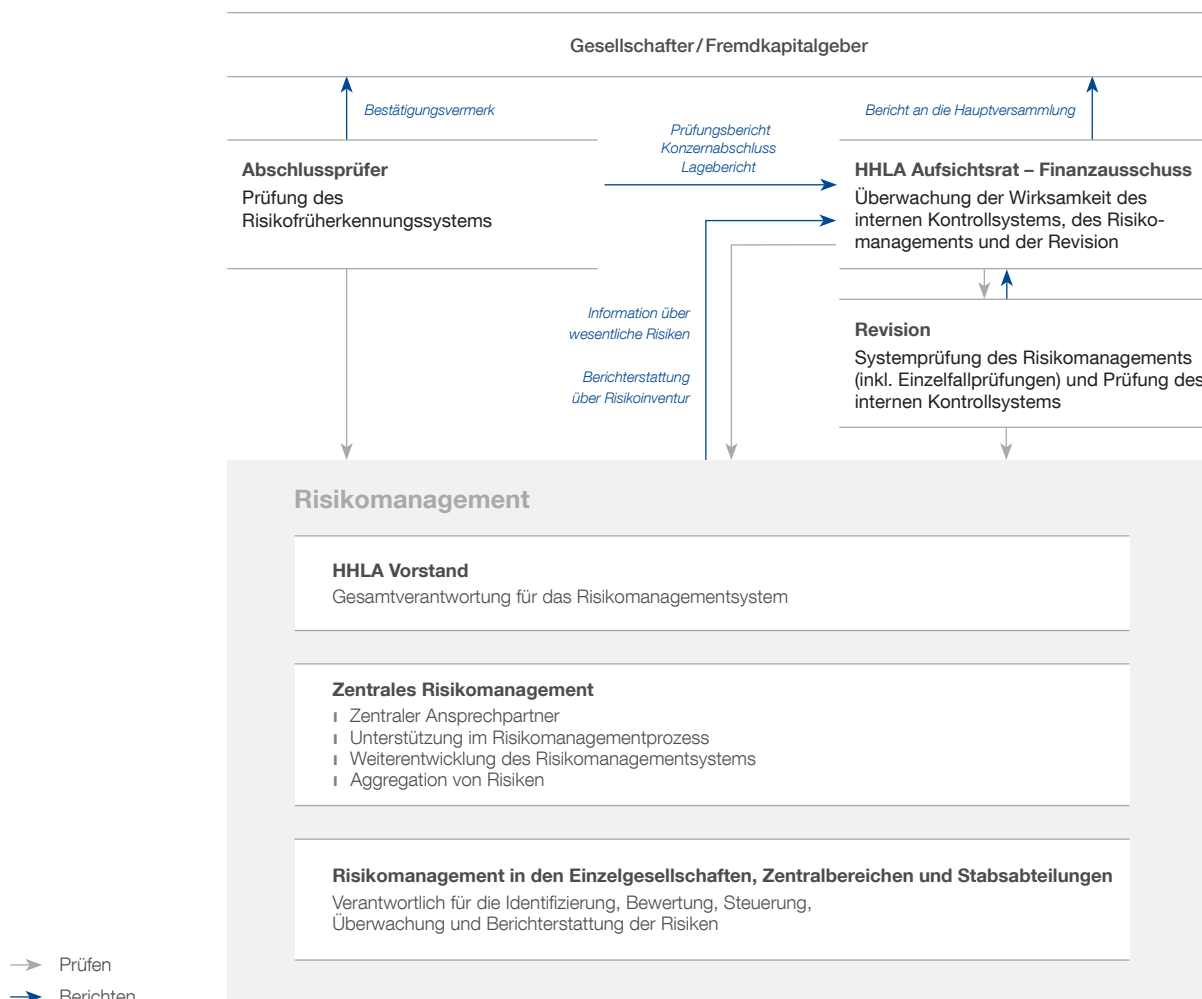 Gesellschafter / Fremdkapitalgeber
Bestätigungsvermerk
Prüfungsbericht
Konzernabschluss
Lagebericht
Bericht an die Hauptversammlung
Abschlussprüfer
Prüfung des
Risikofrüherkennungssystems
HHLA Aufsichtsrat – Finanzausschuss
Überwachung der Wirksamkeit des
internen Kontrollsystems, des Risiko-
managements und der Revision
Information über
wesentliche Risiken
Berichterstattung
über Risikoinventur
Revision
Systemprüfung des Risikomanagements
(inkl. Einzelfallprüfungen) und Prüfung des
internen Kontrollsystems
Risikomanagement
HHLA Vorstand
Gesamtverantwortung für das Risikomanagementsystem
Zentrales Risikomanagement
Zentraler Ansprechpartner
Unterstützung im Risikomanagementprozess
Weiterentwicklung des Risikomanagementsystems
Aggregation von Risiken
Risikomanagement in den Einzelgesellschaften, Zentralbereichen und Stabsabteilungen
Verantwortlich für die Identifizierung, Bewertung, Steuerung,
Überwachung und Berichterstattung der Risiken
Prüfen
Berichten